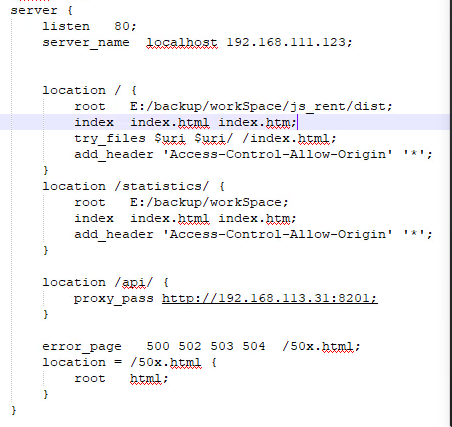 server {
    listen   80;
    server_name  localhost 192.168.111.123;
    location / {
        root   E:/backup/workSpace/js_rent/dist;
        index  index.html index.htm;
        try_files $uri $uri/ /index.html;
        add_header 'Access-Control-Allow-Origin' '*';
    }
    location /statistics/ {
        root   E:/backup/workSpace;
        index  index.html index.htm;
        add_header 'Access-Control-Allow-Origin' '*';
    }
    location /api/ {
        proxy_pass http://192.168.113.31:8201;
    }
    error_page   500 502 503 504  /50x.html;
    location = /50x.html {
        root   html;
    }
}